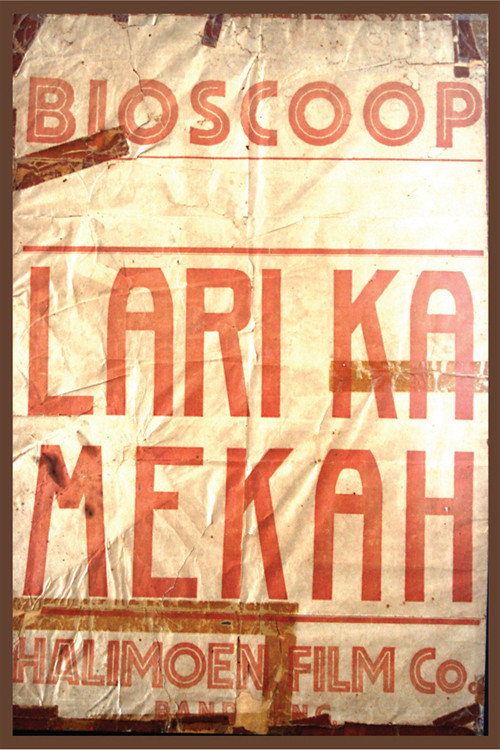 BIOSCOOP
LARI KA
MEKAH
HALIMOEN FILM Co.